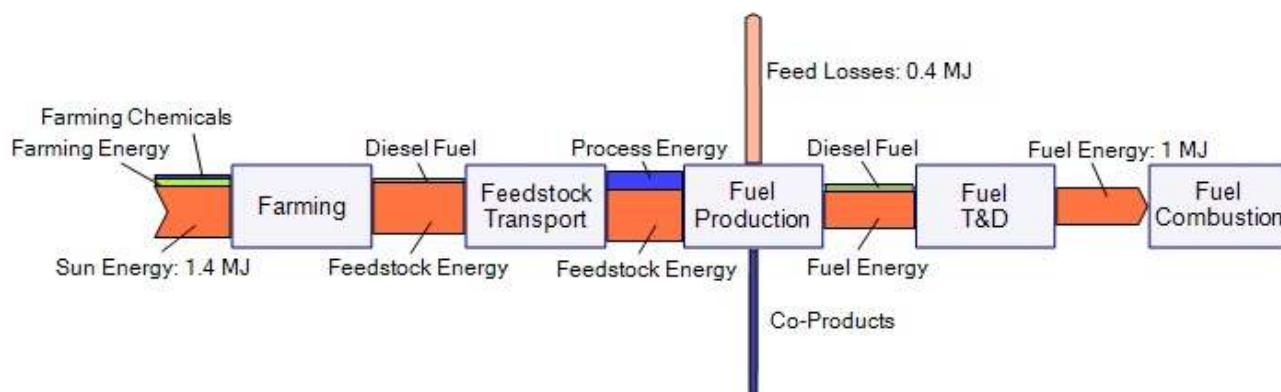 Feed Losses: 0.4 MJ
Farming Chemicals
Farming Energy
Diesel Fuel
Process Energy
Diesel Fuel
Fuel Energy: 1 MJ
Farming
Feedstock
Transport
Fuel
Production
Fuel
T&D
Fuel
Combustion
Sun Energy: 1.4 MJ
Feedstock Energy
Feedstock Energy
Fuel Energy
Co-Products